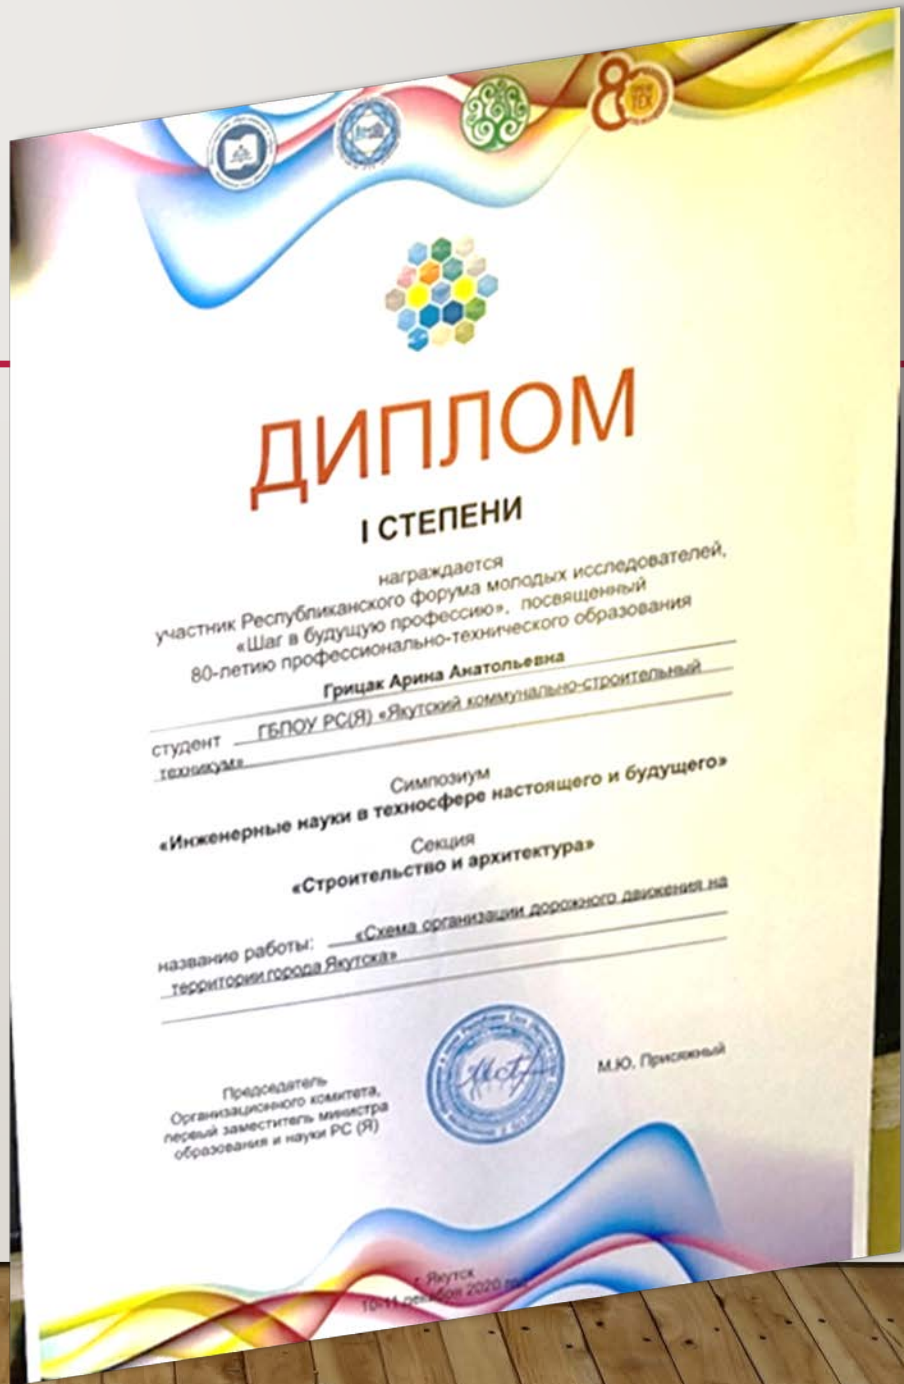 ДИПЛОМ
I СТЕПЕНИ
награждается
участник Республиканского форума молодых исследователей,
«Шаг в будущую профессию», посвященный
80-летию профессионально-технического образования
Грицак Арина Анатольевна
студент ГБПОУ РС(Я) «Якутский коммунально-строительный
техникум»
Симпозиум
«Инженерные науки в техносфере настоящего и будущего»
Секция
«Строительство и архитектура»
название работы: «Схема организации дорожного движения на
территории города Якутска»
Председатель
Организационного комитета,
первый заместитель министра
образования и науки РС (Я)
М.Ю. Присяжный
г. Якутск
10-11 декабря 2020 год